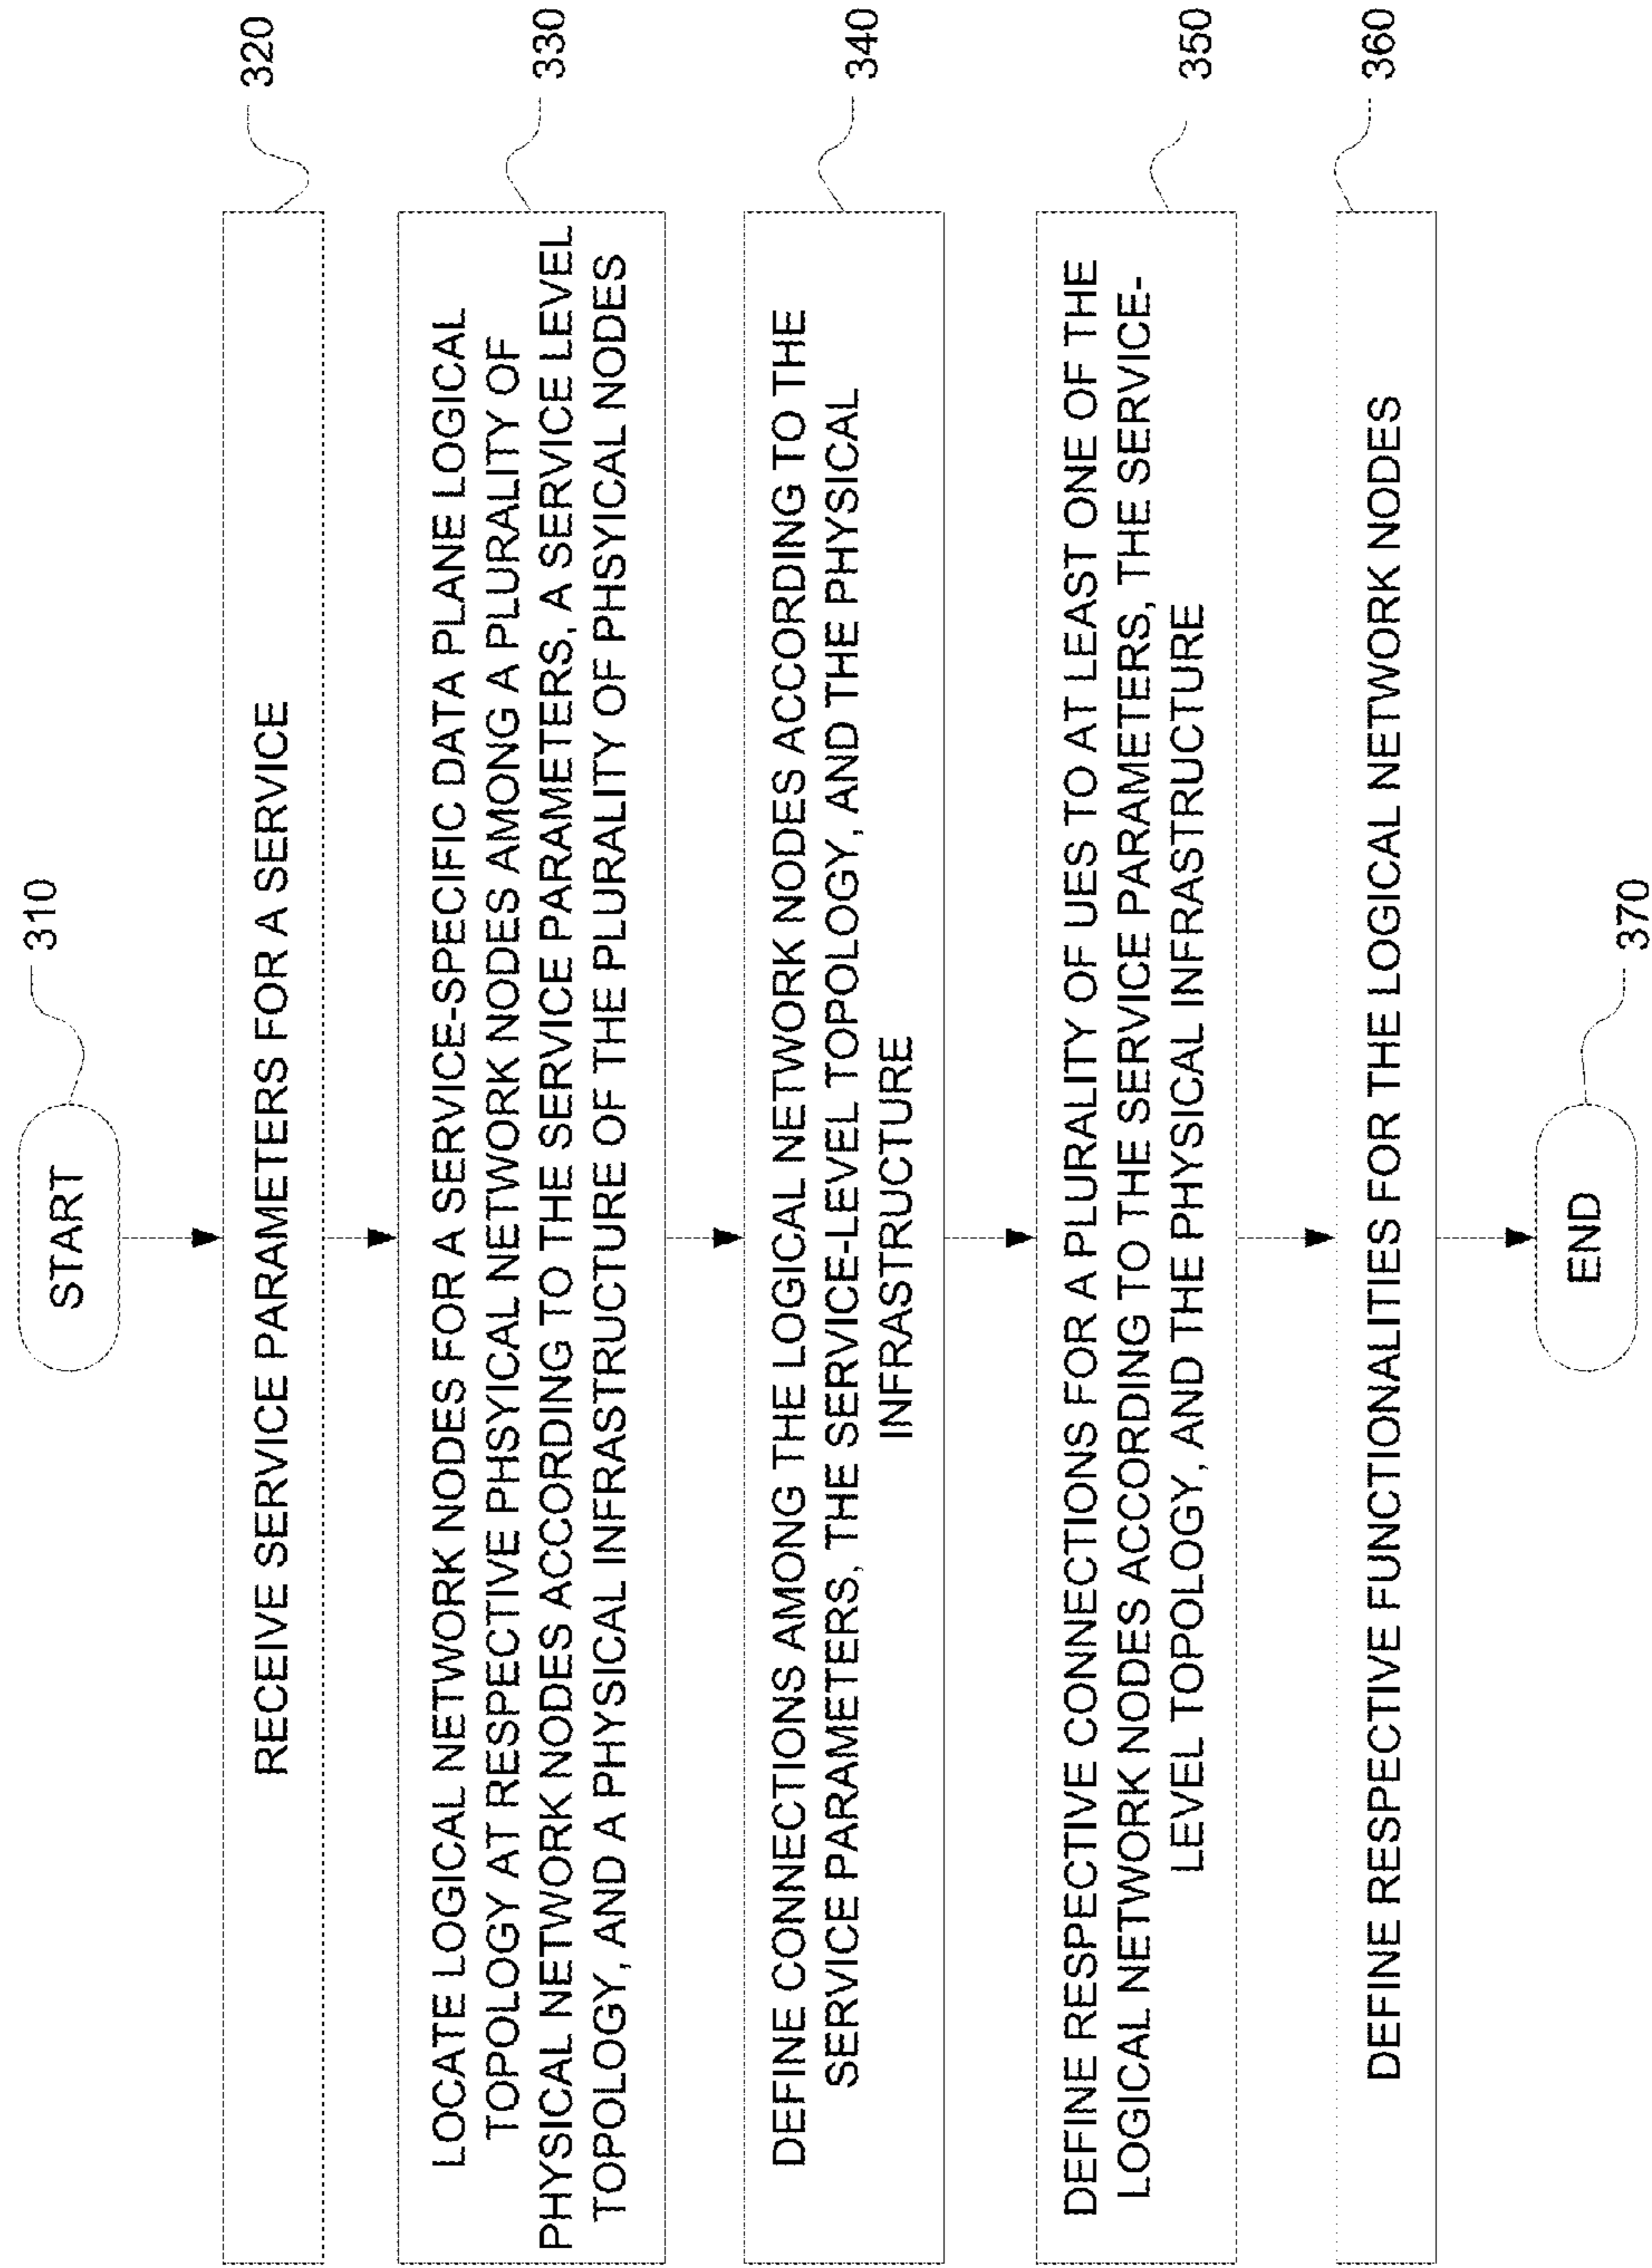 START
310
RECEIVE SERVICE PARAMETERS FOR A SERVICE
320
LOCATE LOGICAL NETWORK NODES FOR A SERVICE-SPECIFIC DATA PLANE LOGICAL
TOPOLOGY AT RESPECTIVE PHSYICAL NETWORK NODES AMONG A PLURALITY OF
PHYSICAL NETWORK NODES ACCORDING TO THE SERVICE PARAMETERS, A SERVICE LEVEL
TOPOLOGY, AND A PHYSICAL INFRASTRUCTURE OF THE PLURALITY OF PHSYICAL NODES
330
DEFINE CONNECTIONS AMONG THE LOGICAL NETWORK NODES ACCORDING TO THE
SERVICE PARAMETERS, THE SERVICE-LEVEL TOPOLOGY, AND THE PHYSICAL
INFRASTRUCTURE
340
DEFINE RESPECTIVE CONNECTIONS FOR A PLURALITY OF UES TO AT LEAST ONE OF THE
LOGICAL NETWORK NODES ACCORDING TO THE SERVICE PARAMETERS, THE SERVICE-
LEVEL TOPOLOGY, AND THE PHYSICAL INFRASTRUCTURE
350
DEFINE RESPECTIVE FUNCTIONALITIES FOR THE LOGICAL NETWORK NODES
360
END
370